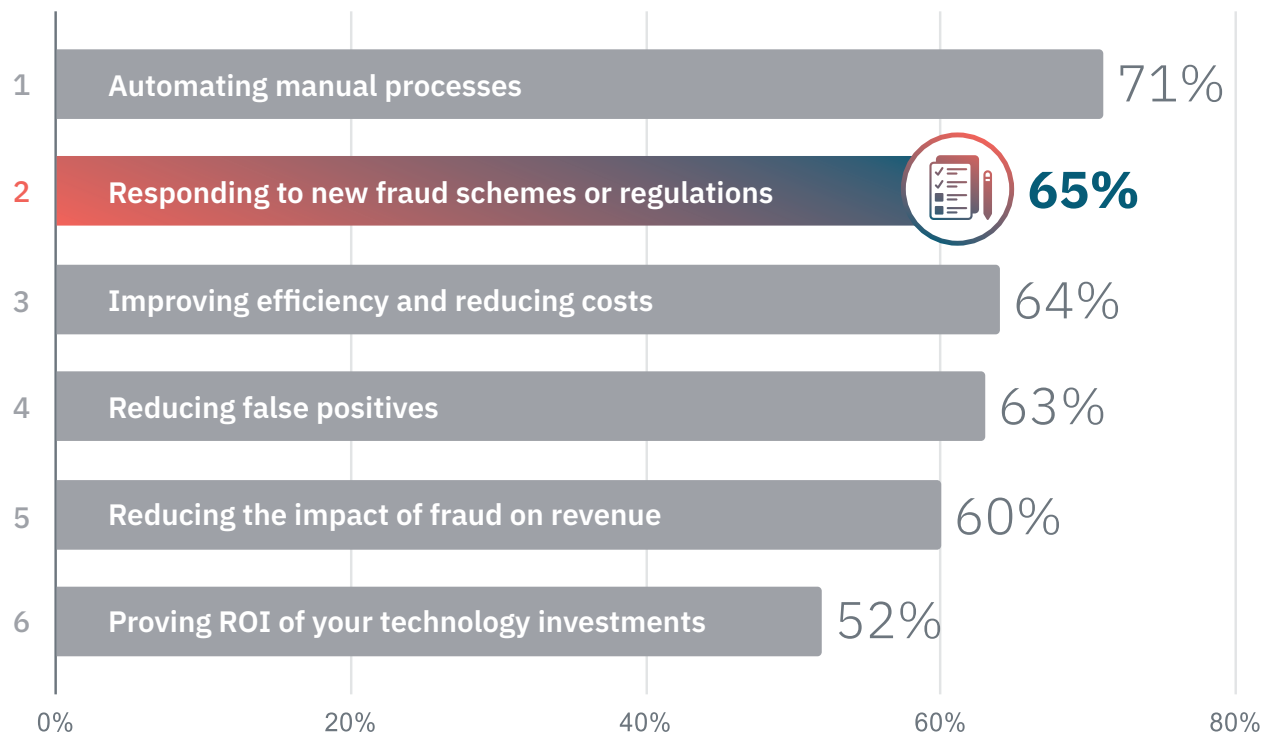 1 Automating manual processes 71%
2 Responding to new fraud schemes or regulations 65%
3 Improving efficiency and reducing costs 64%
4 Reducing false positives 63%
5 Reducing the impact of fraud on revenue 60%
6 Proving ROI of your technology investments 52%
0% 20% 40% 60% 80%